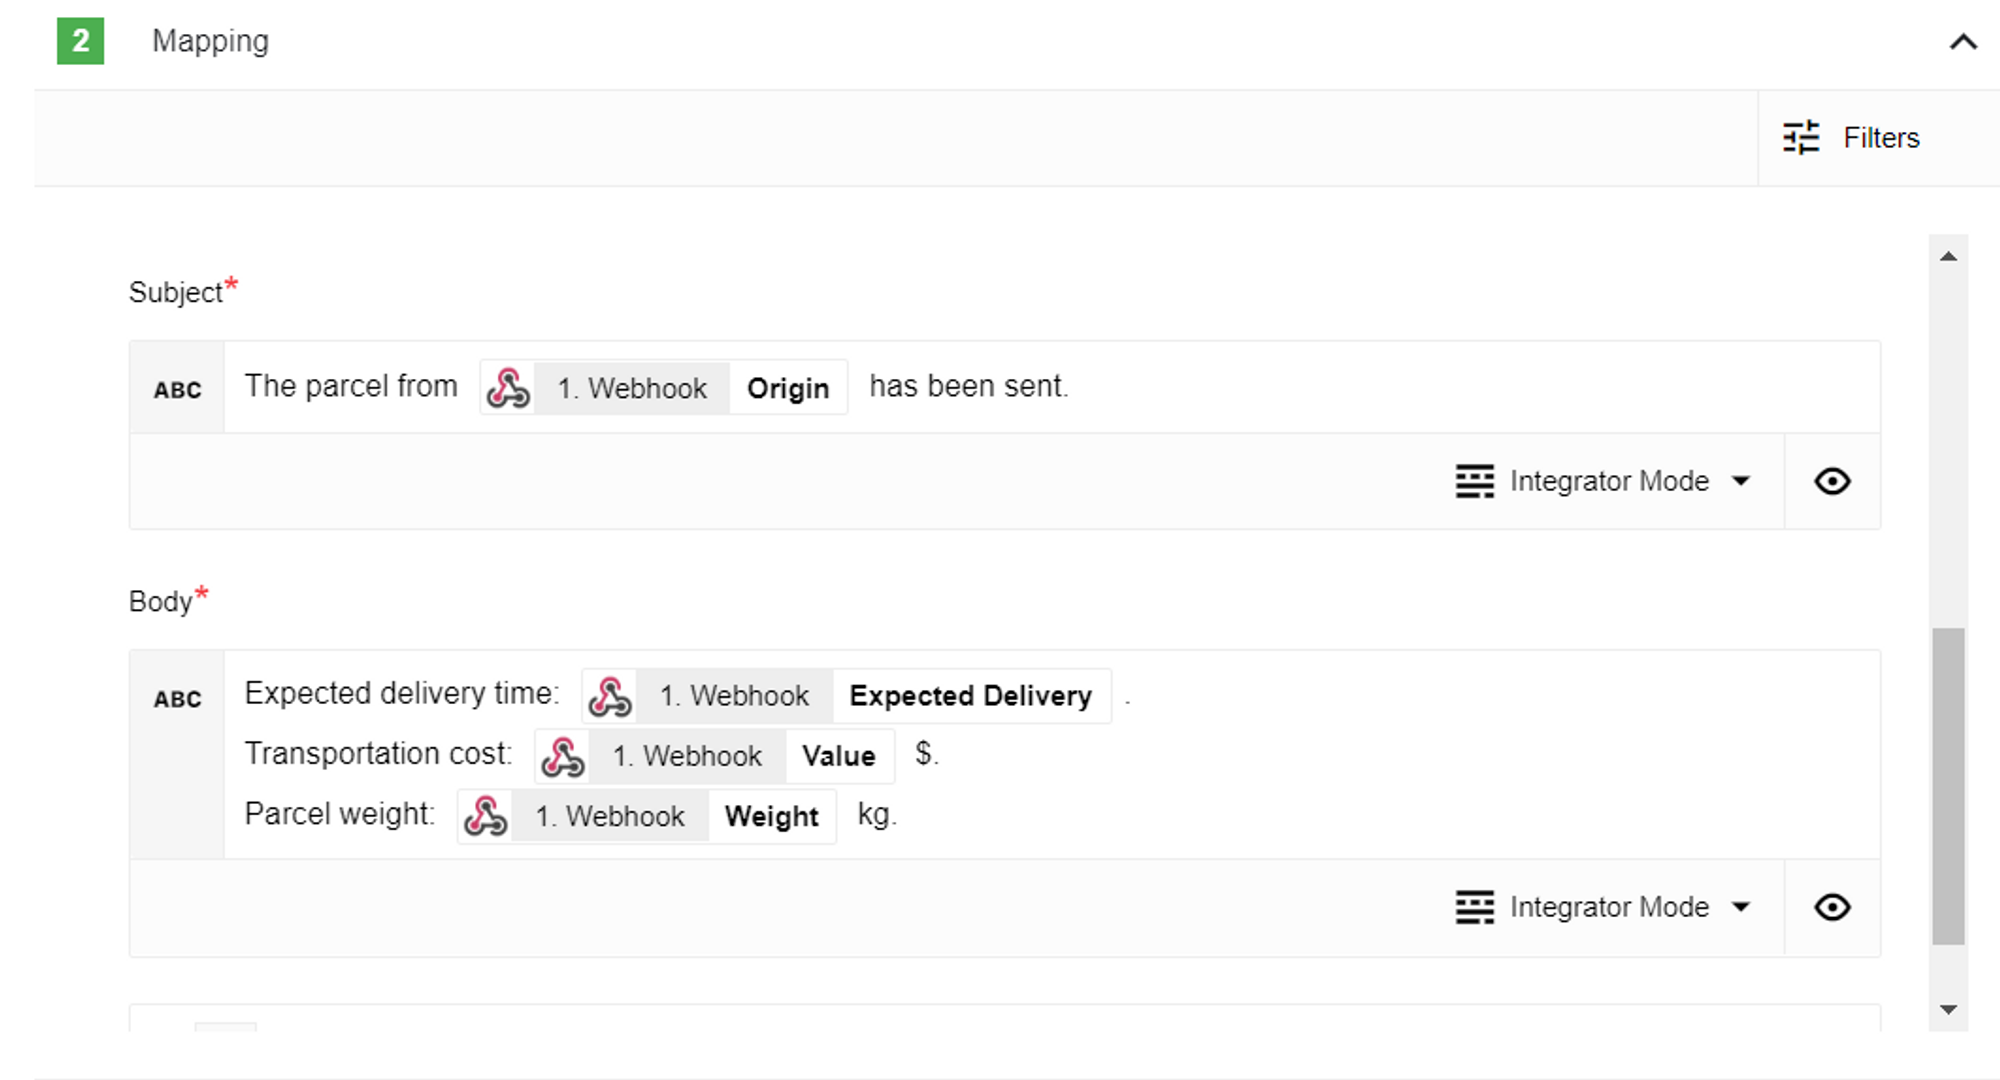 2 Mapping
Filters
Subject*
ABC The parcel from 1. Webhook Origin has been sent.
Integrator Mode
Body*
ABC Expected delivery time: 1. Webhook Expected Delivery .
Transportation cost: 1. Webhook Value $.
Parcel weight: 1. Webhook Weight kg.
Integrator Mode